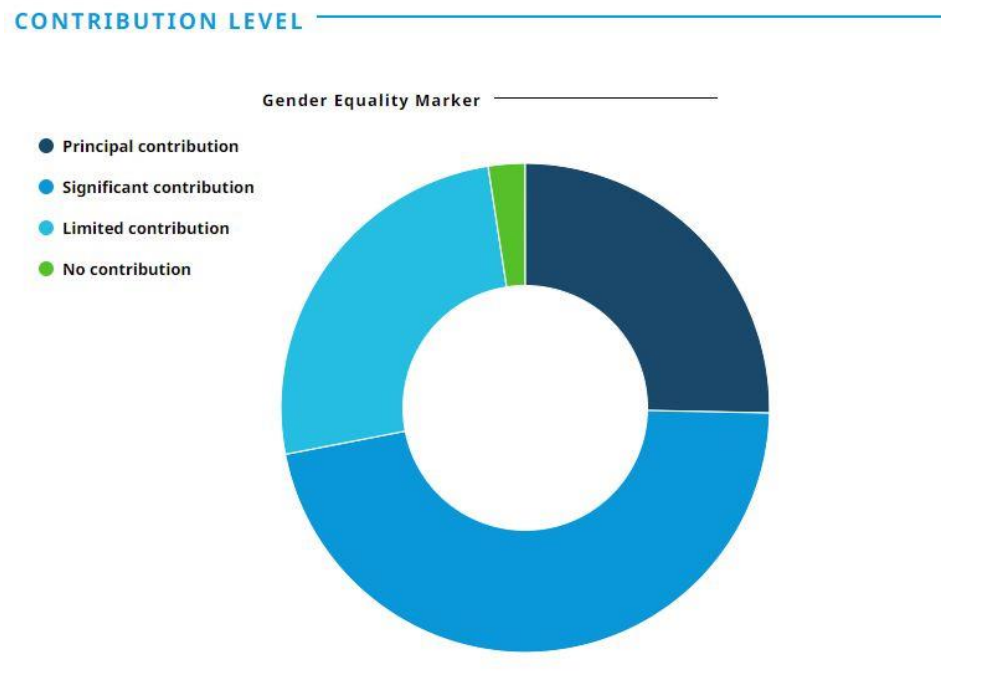 CONTRIBUTION LEVEL
Gender Equality Marker
Principal contribution
Significant contribution
Limited contribution
No contribution